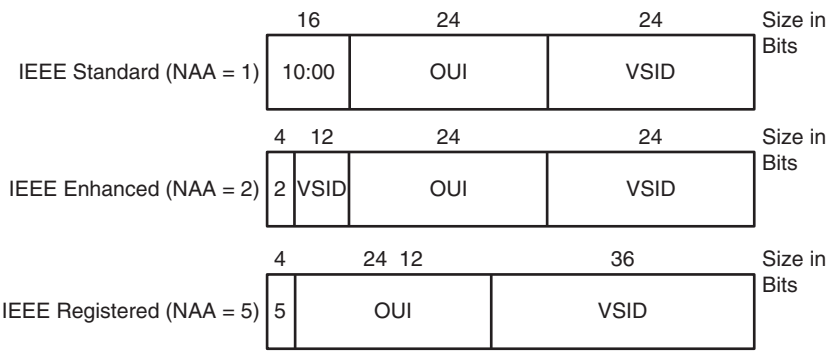 16 24 24 Size in Bits
IEEE Standard (NAA = 1) 10:00 OUI VSID
4 12 24 24 Size in Bits
IEEE Enhanced (NAA = 2) 2 VSID OUI VSID
4 24 12 36 Size in Bits
IEEE Registered (NAA = 5) 5 OUI VSID